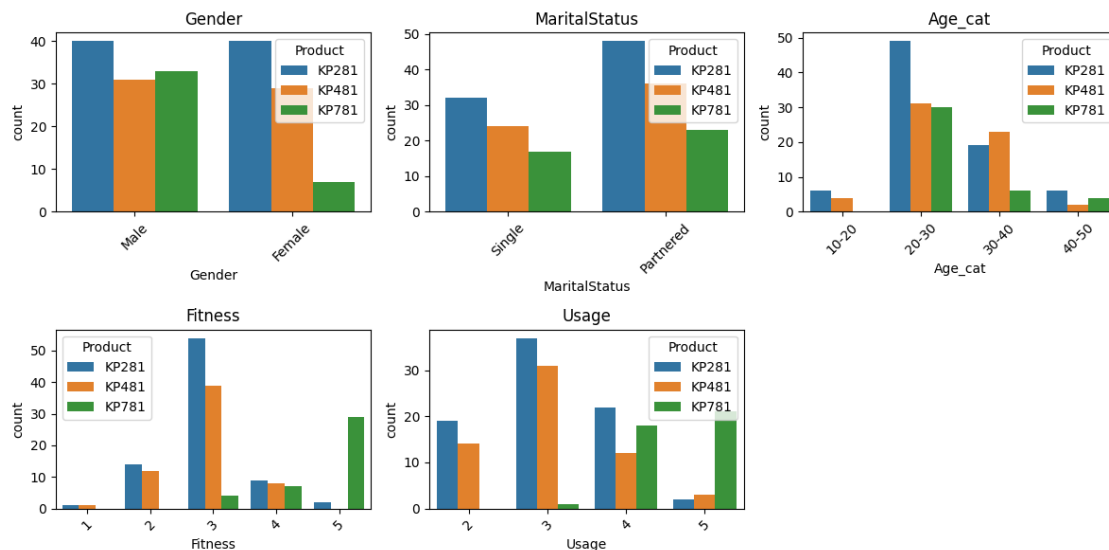 Gender
count
40
30
20
10
0
Product
KP281
KP481
KP781
Male
Female
Gender
MaritalStatus
count
50
40
30
20
10
0
Product
KP281
KP481
KP781
Single
Partnered
MaritalStatus
Age_cat
count
50
40
30
20
10
0
Product
KP281
KP481
KP781
10-20
20-30
30-40
40-50
Age_cat
Fitness
count
50
40
30
20
10
0
Product
KP281
KP481
KP781
1
2
3
4
5
Fitness
Usage
count
30
20
10
0
Product
KP281
KP481
KP781
2
3
4
5
Usage